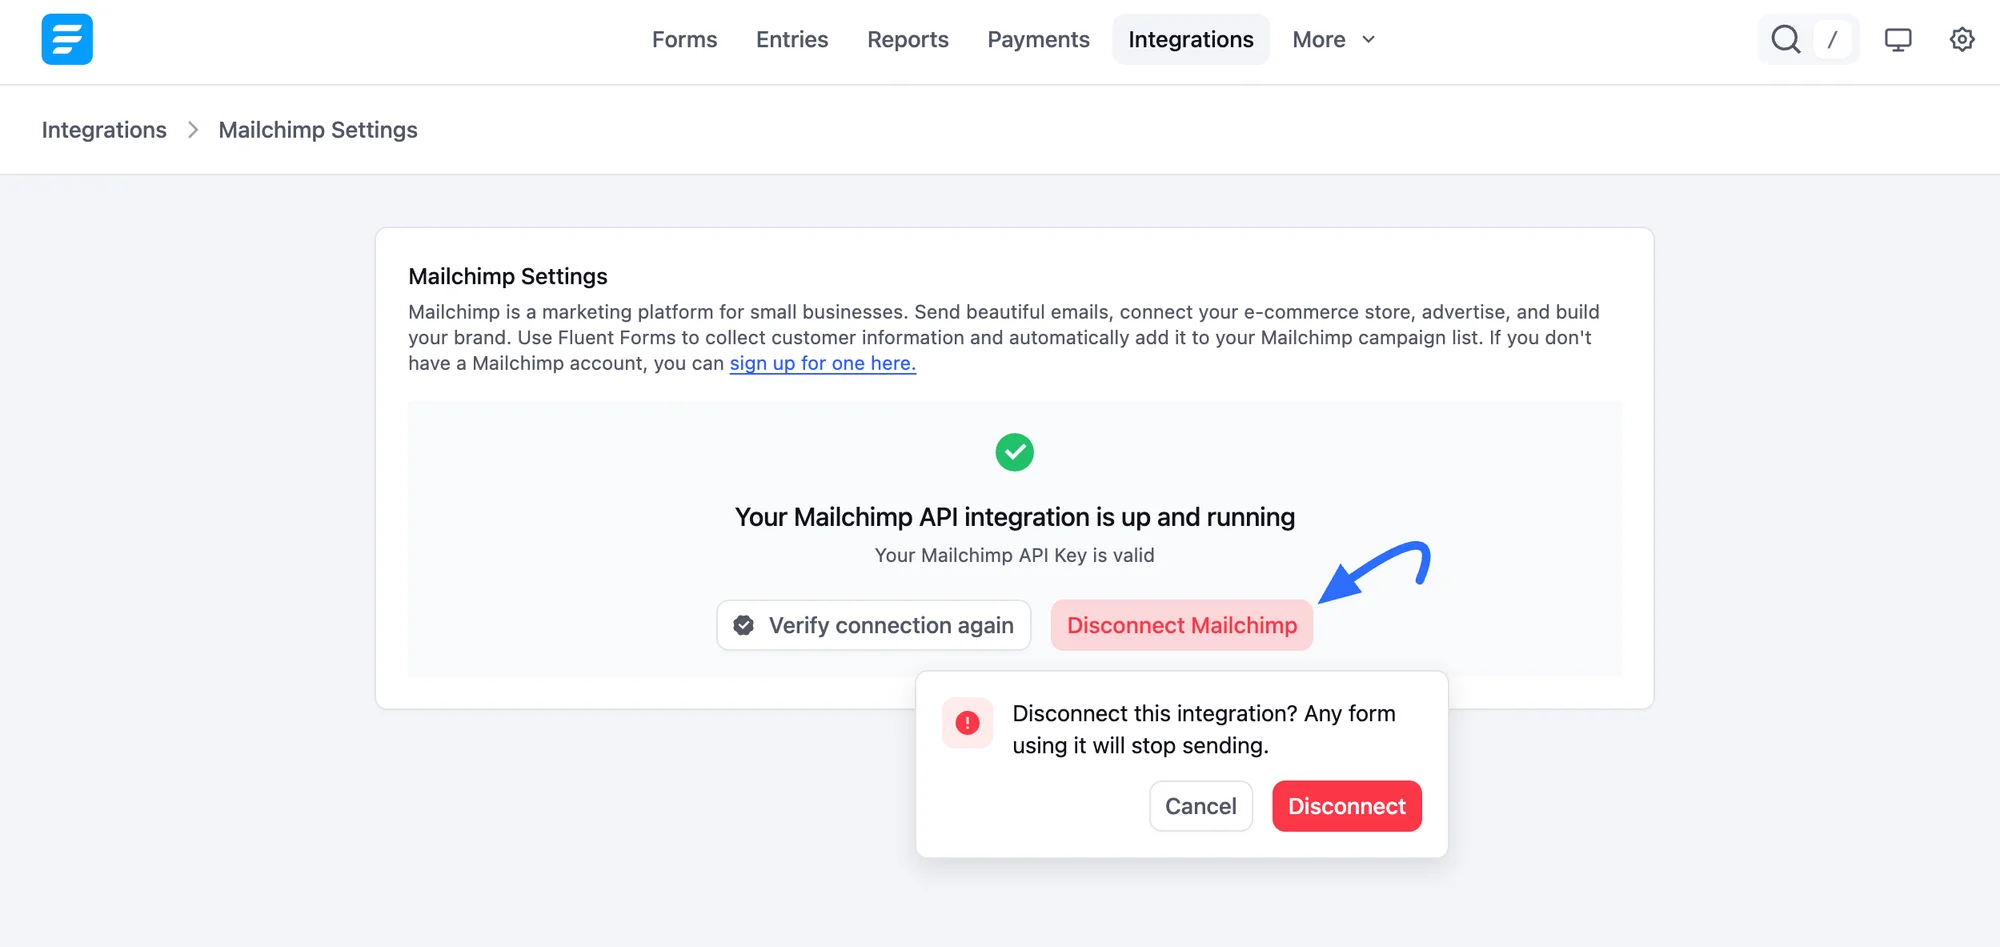 Forms Entries Reports Payments Integrations More /
Integrations > Mailchimp Settings
Mailchimp Settings
Mailchimp is a marketing platform for small businesses. Send beautiful emails, connect your e-commerce store, advertise, and build
your brand. Use Fluent Forms to collect customer information and automatically add it to your Mailchimp campaign list. If you don't
have a Mailchimp account, you can sign up for one here.
Your Mailchimp API integration is up and running
Your Mailchimp API Key is valid
Verify connection again Disconnect Mailchimp
Disconnect this integration? Any form
using it will stop sending.
Cancel Disconnect